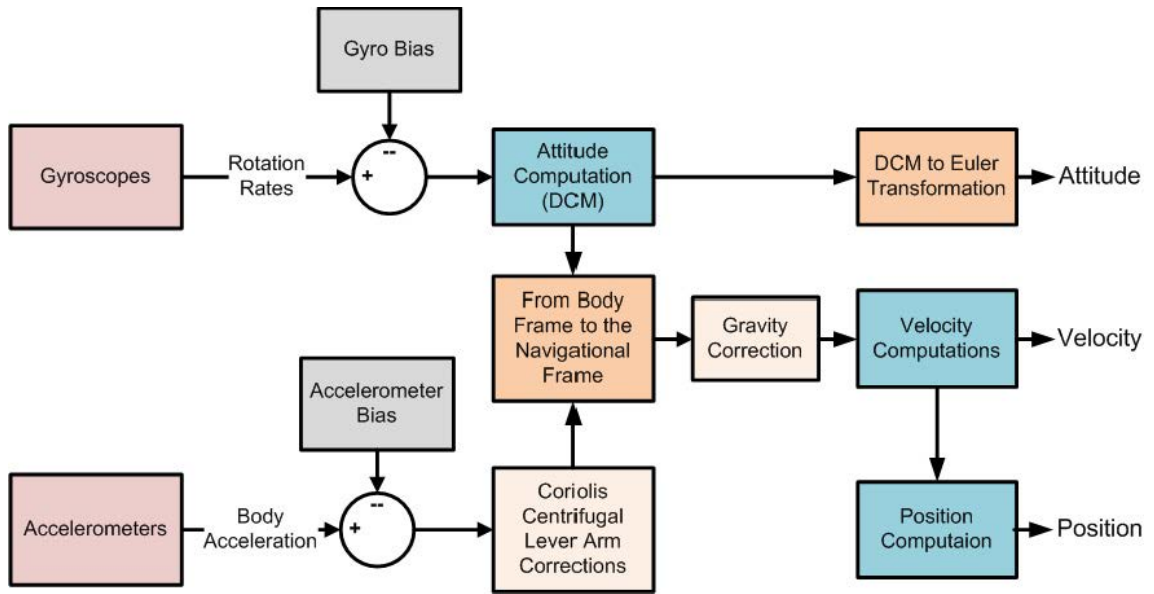 Gyro Bias
Gyroscopes
Rotation
Rates
+
--
Attitude
Computation
(DCM)
DCM to Euler
Transformation
Attitude
From Body
Frame to the
Navigational
Frame
Gravity
Correction
Velocity
Computations
Velocity
Accelerometer
Bias
Accelerometers
Body
Acceleration
+
--
Coriolis
Centrifugal
Lever Arm
Corrections
Position
Computaion
Position